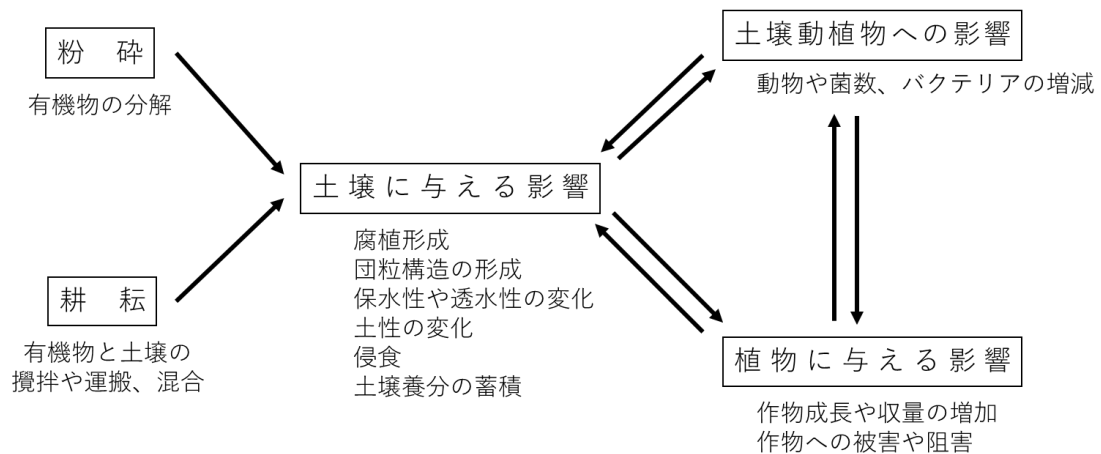 粉砕
有機物の分解
耕耘
有機物と土壌の
攪拌や運搬、混合
土壌に与える影響
腐植形成
団粒構造の形成
保水性や透水性の変化
土性の変化
侵食
土壌養分の蓄積
土壌動植物への影響
動物や菌数、バクテリアの増減
植物に与える影響
作物成長や収量の増加
作物への被害や阻害